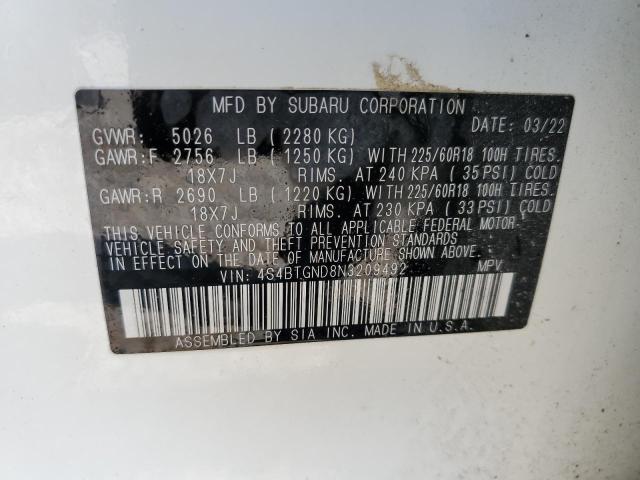 MFD BY SUBARU CORPORATION
DATE: 03/22
GVWR: 5026 LB (2280 KG)
GAWR:F 2756 LB (1250 KG) WITH 225/60R18 100H TIRES.
18X7J RIMS. AT 240 KPA (35 PSI) COLD
GAWR:R 2690 LB (1220 KG) WITH 225/60R18 100H TIRES.
18X7J RIMS. AT 230 KPA (33 PSI) COLD
THIS VEHICLE CONFORMS TO ALL APPLICABLE FEDERAL MOTOR
VEHICLE SAFETY AND THEFT PREVENTION STANDARDS
IN EFFECT ON THE DATE OF MANUFACTURE SHOWN ABOVE.
VIN: 4S4BTGND8N3209492 MPV
ASSEMBLED BY SIA INC. MADE IN U.S.A.